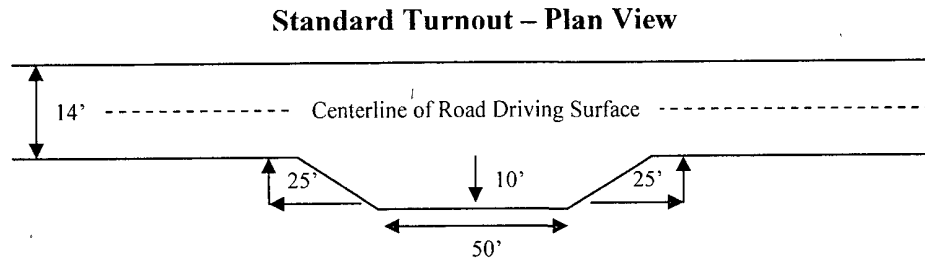 Standard Turnout – Plan View
14’
Centerline of Road Driving Surface
25’
10’
25’
50’